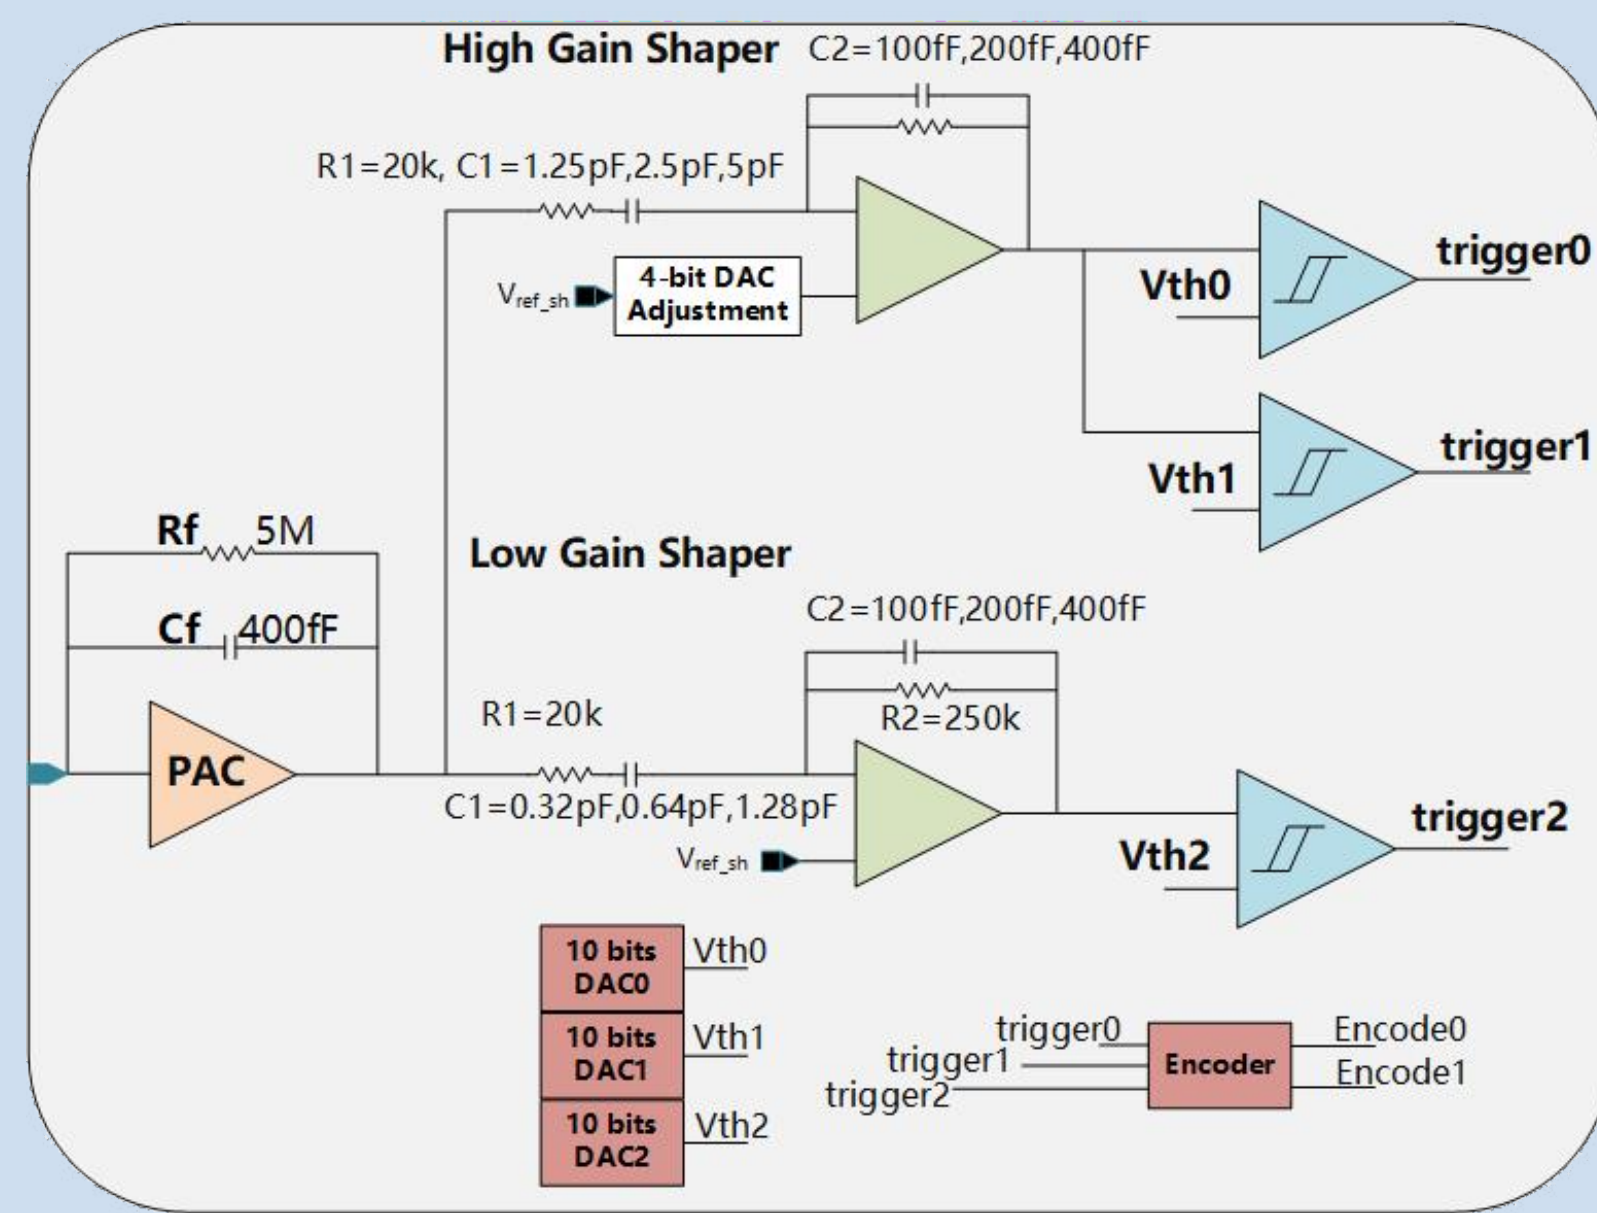 High Gain Shaper
C2=100fF,200fF,400fF
R1=20k, C1=1.25pF,2.5pF,5pF
Vref_sh
4-bit DAC
Adjustment
Vth0
trigger0
Vth1
trigger1
Rf 5M
Cf 400fF
PAC
Low Gain Shaper
C2=100fF,200fF,400fF
R1=20k
R2=250k
C1=0.32pF,0.64pF,1.28pF
Vref_sh
Vth2
trigger2
10 bits
DAC0
Vth0
10 bits
DAC1
Vth1
10 bits
DAC2
Vth2
trigger0
trigger1
trigger2
Encoder
Encode0
Encode1